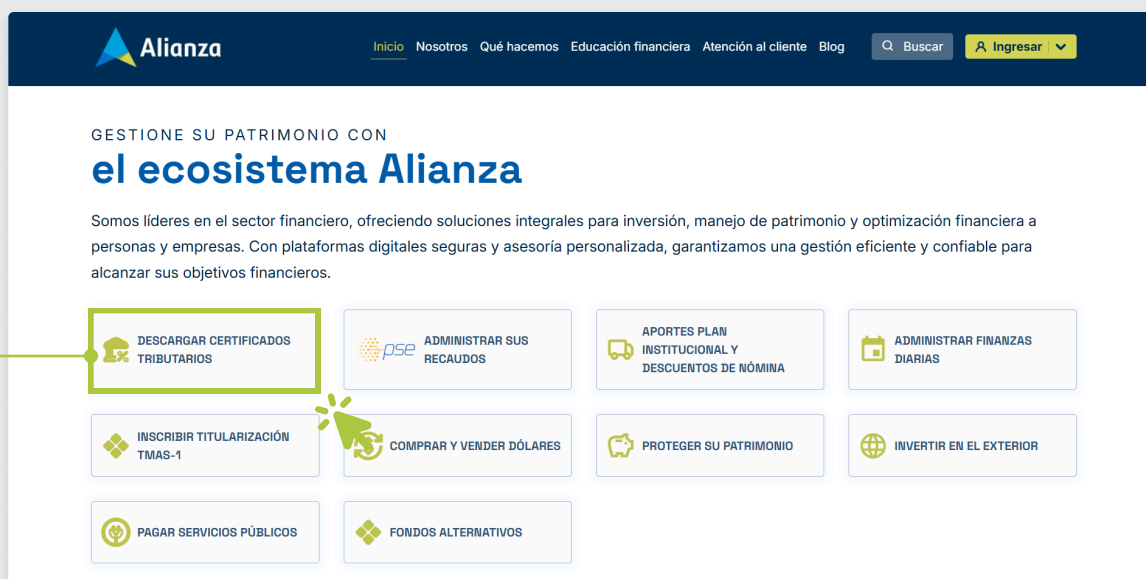 Alianza
Inicio Nosotros Qué hacemos Educación financiera Atención al cliente Blog Buscar Ingresar
GESTIONE SU PATRIMONIO CON
el ecosistema Alianza
Somos líderes en el sector financiero, ofreciendo soluciones integrales para inversión, manejo de patrimonio y optimización financiera a
personas y empresas. Con plataformas digitales seguras y asesoría personalizada, garantizamos una gestión eficiente y confiable para
alcanzar sus objetivos financieros.
DESCARGAR CERTIFICADOS
TRIBUTARIOS
pse
ADMINISTRAR SUS
RECAUDOS
APORTES PLAN
INSTITUCIONAL Y
DESCUENTOS DE NÓMINA
ADMINISTRAR FINANZAS
DIARIAS
INSCRIBIR TITULARIZACIÓN
TMAS-1
COMPRAR Y VENDER DÓLARES
PROTEGER SU PATRIMONIO
INVERTIR EN EL EXTERIOR
PAGAR SERVICIOS PÚBLICOS
FONDOS ALTERNATIVOS